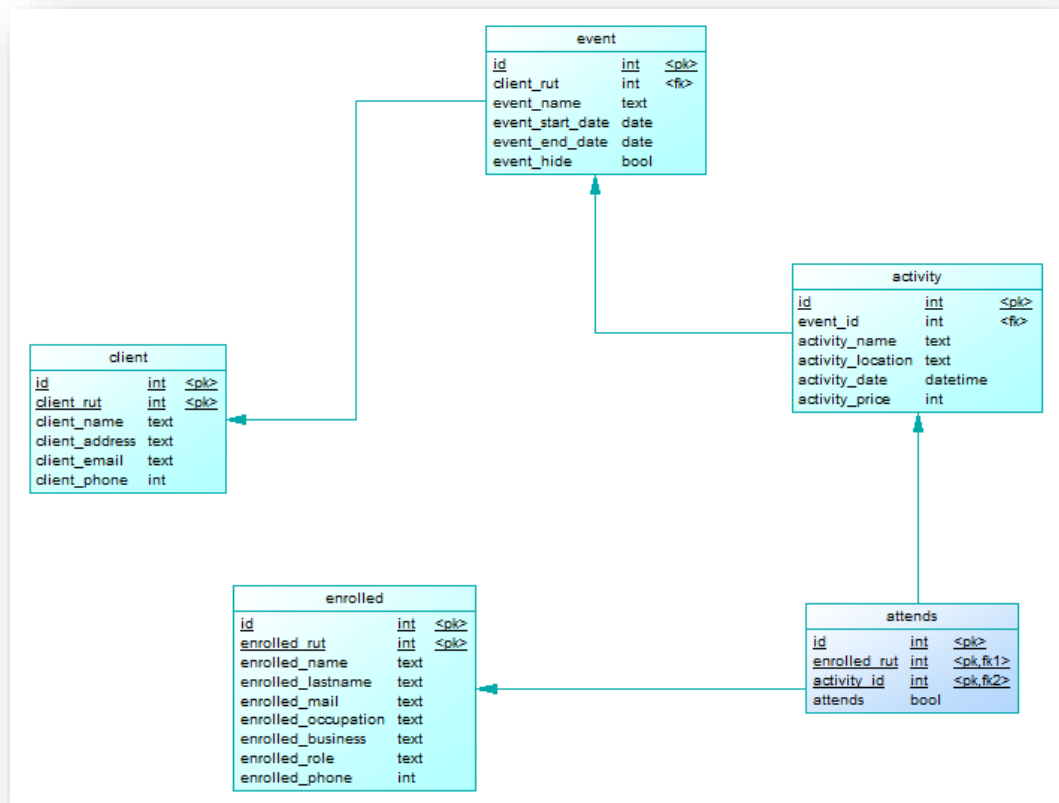 event
id int <pk>
client_rut int <fk>
event_name text
event_start_date date
event_end_date date
event_hide bool
activity
id int <pk>
event_id int <fk>
activity_name text
activity_location text
activity_date datetime
activity_price int
client
id int <pk>
client_rut int <pk>
client_name text
client_address text
client_email text
client_phone int
enrolled
id int <pk>
enrolled_rut int <pk>
enrolled_name text
enrolled_lastname text
enrolled_mail text
enrolled_occupation text
enrolled_business text
enrolled_role text
enrolled_phone int
attends
id int <pk>
enrolled_rut int <pk,fk1>
activity_id int <pk,fk2>
attends bool